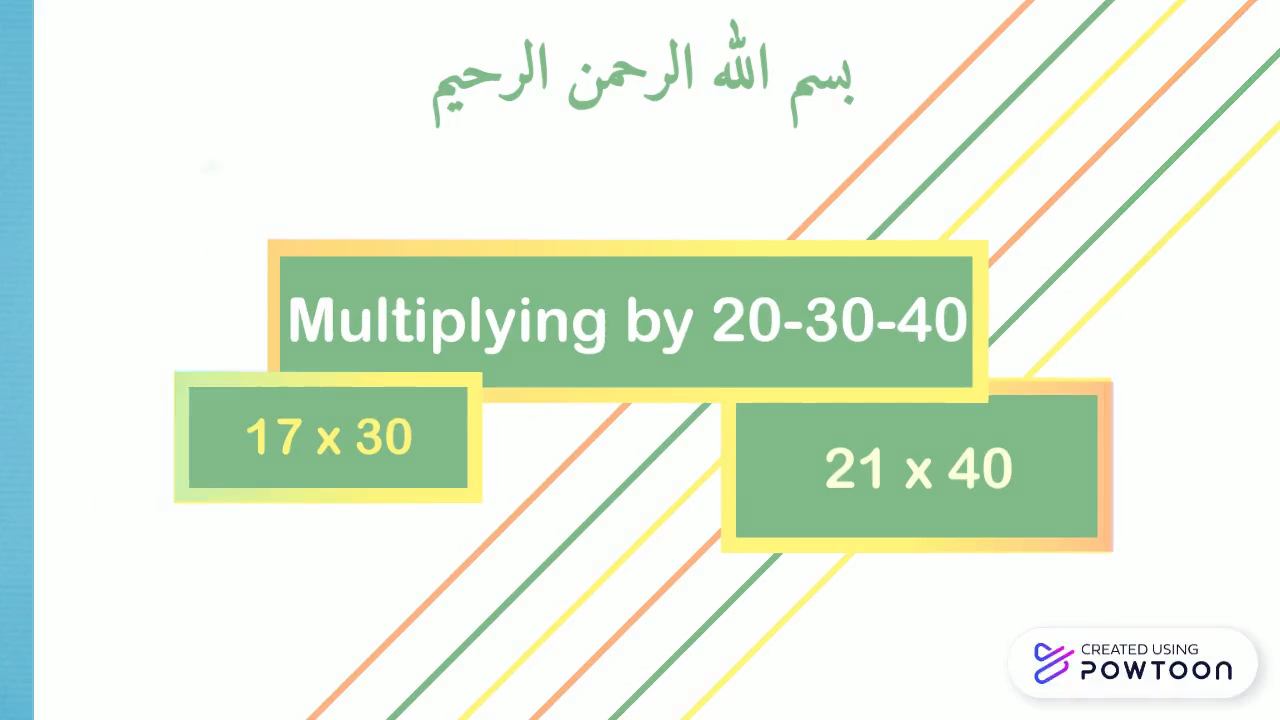 بسم الله الرحمن الرحيم
Multiplying by 20-30-40
17 x 30
21 x 40
CREATED USING
POWTOON